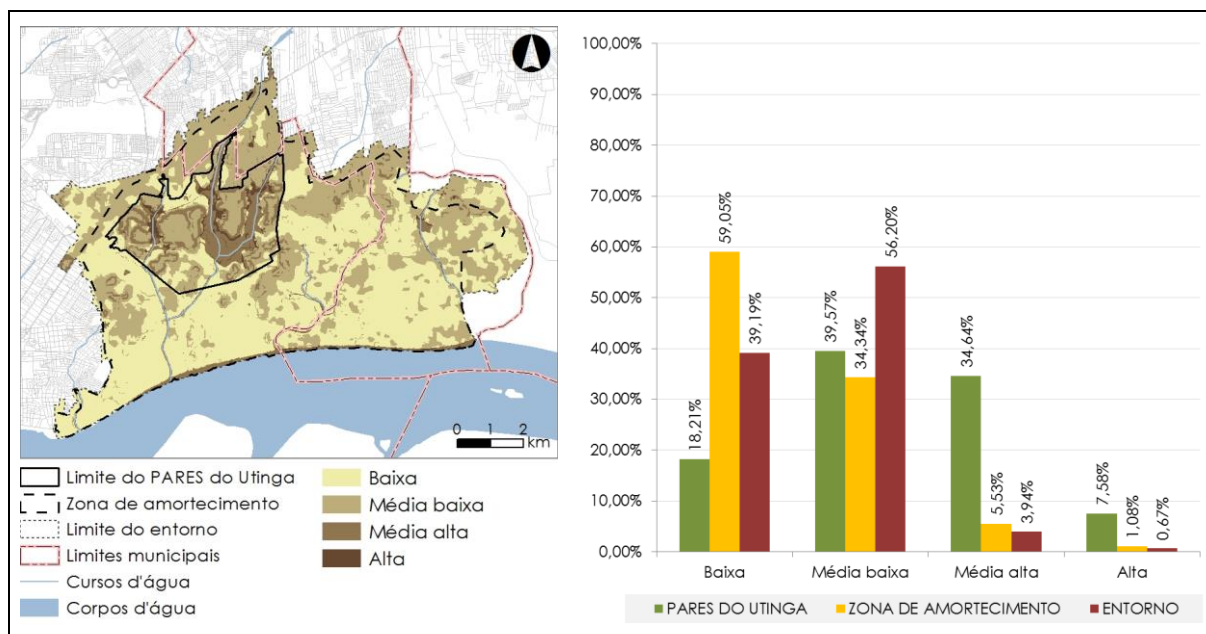 0 1 2
km
Limite do PARES do Utinga
Zona de amortecimento
Limite do entorno
Limites municipais
Cursos d'água
Corpos d'água
Baixa
Média baixa
Média alta
Alta
100,00%
90,00%
80,00%
70,00%
60,00%
50,00%
40,00%
30,00%
20,00%
10,00%
0,00%
18,21%
59,05%
39,19%
39,57%
34,34%
56,20%
34,64%
5,53%
3,94%
7,58%
1,08%
0,67%
Baixa Média baixa Média alta Alta
PARES DO UTINGA ZONA DE AMORTECIMENTO ENTORNO